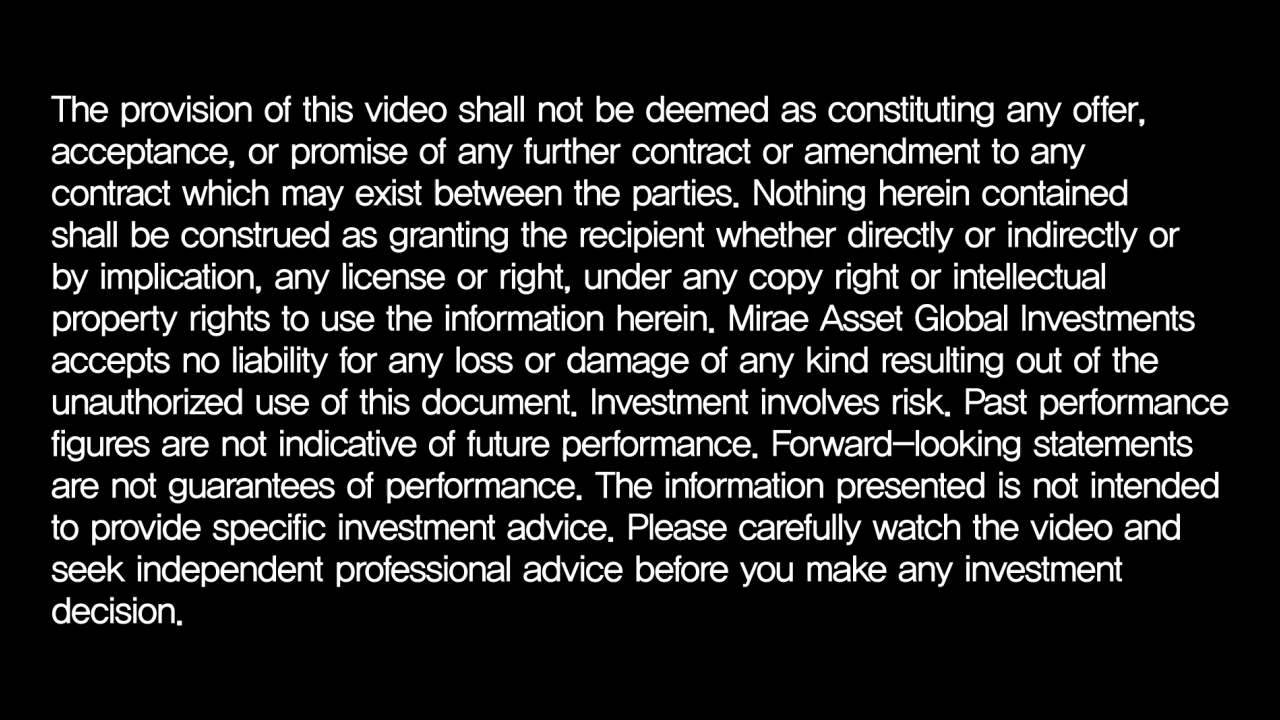 The provision of this video shall not be deemed as constituting any offer,
acceptance, or promise of any further contract or amendment to any
contract which may exist between the parties. Nothing herein contained
shall be construed as granting the recipient whether directly or indirectly or
by implication, any license or right, under any copy right or intellectual
property rights to use the information herein. Mirae Asset Global Investments
accepts no liability for any loss or damage of any kind resulting out of the
unauthorized use of this document. Investment involves risk. Past performance
figures are not indicative of future performance. Forward-looking statements
are not guarantees of performance. The information presented is not intended
to provide specific investment advice. Please carefully watch the video and
seek independent professional advice before you make any investment
decision.